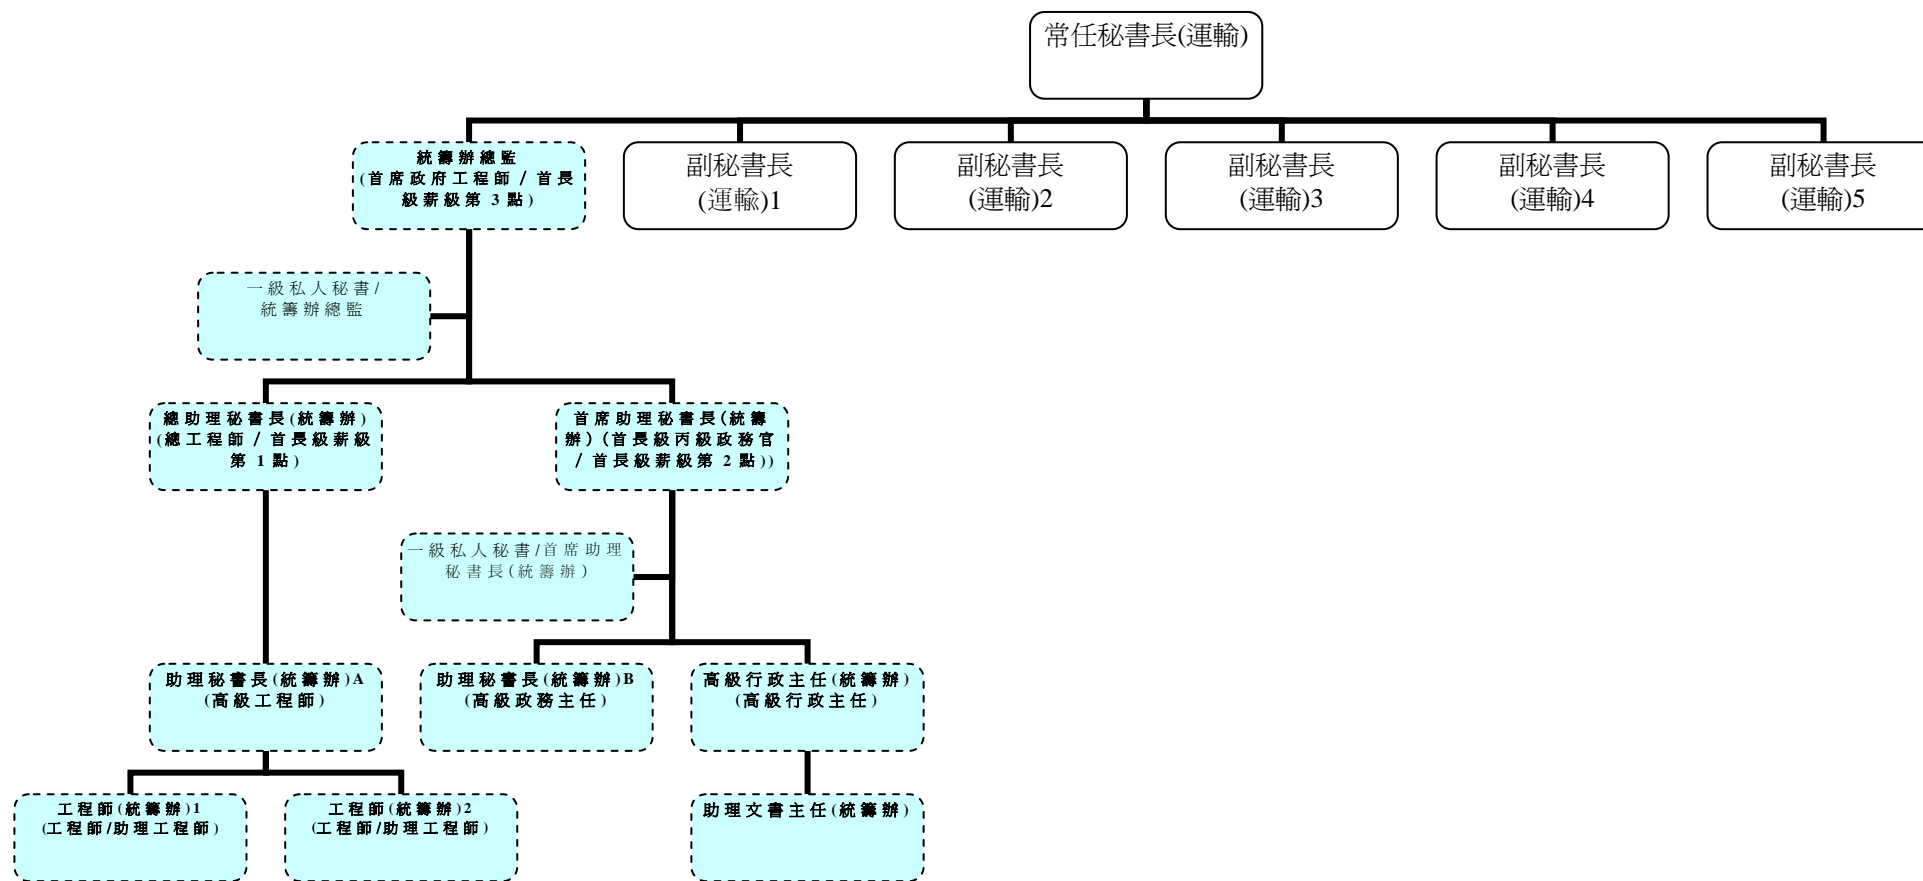 常任秘書長(運輸)
統籌辦總監
(首席政府工程師 / 首長
級薪級第 3 點)
副秘書長
(運輸)1
副秘書長
(運輸)2
副秘書長
(運輸)3
副秘書長
(運輸)4
副秘書長
(運輸)5
一級私人秘書/
統籌辦總監
總助理秘書長(統籌辦)
(總工程師 / 首長級薪級
第 1 點)
首席助理秘書長(統籌
辦)(首長級丙級政務官
/ 首長級薪級第 2 點))
一級私人秘書/首席助理
秘書長(統籌辦)
助理秘書長(統籌辦)A
(高級工程師)
助理秘書長(統籌辦)B
(高級政務主任)
高級行政主任(統籌辦)
(高級行政主任)
工程師(統籌辦)1
(工程師/助理工程師)
工程師(統籌辦)2
(工程師/助理工程師)
助理文書主任(統籌辦)